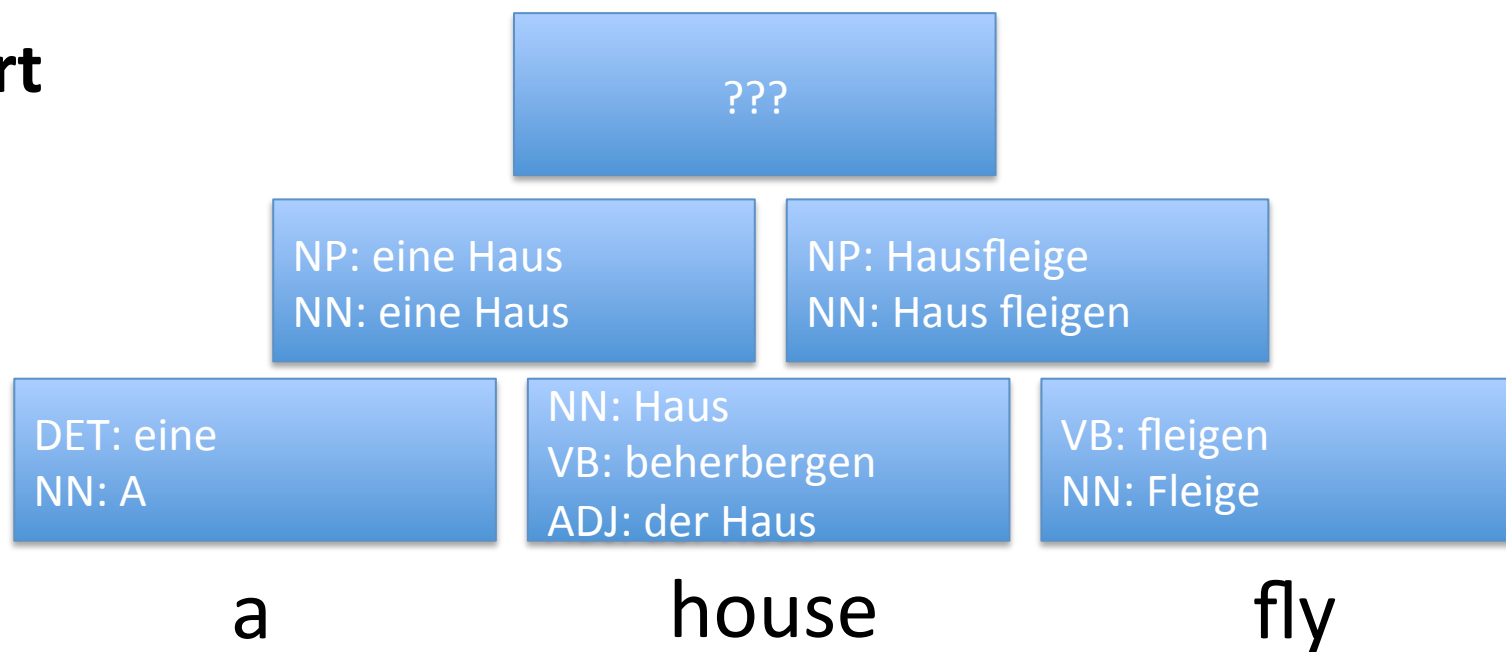 rt
???
NP: eine Haus
NN: eine Haus
NP: Hausfleige
NN: Haus fleigen
DET: eine
NN: A
NN: Haus
VB: beherbergen
ADJ: der Haus
VB: fleigen
NN: Fleige
a
house
fly